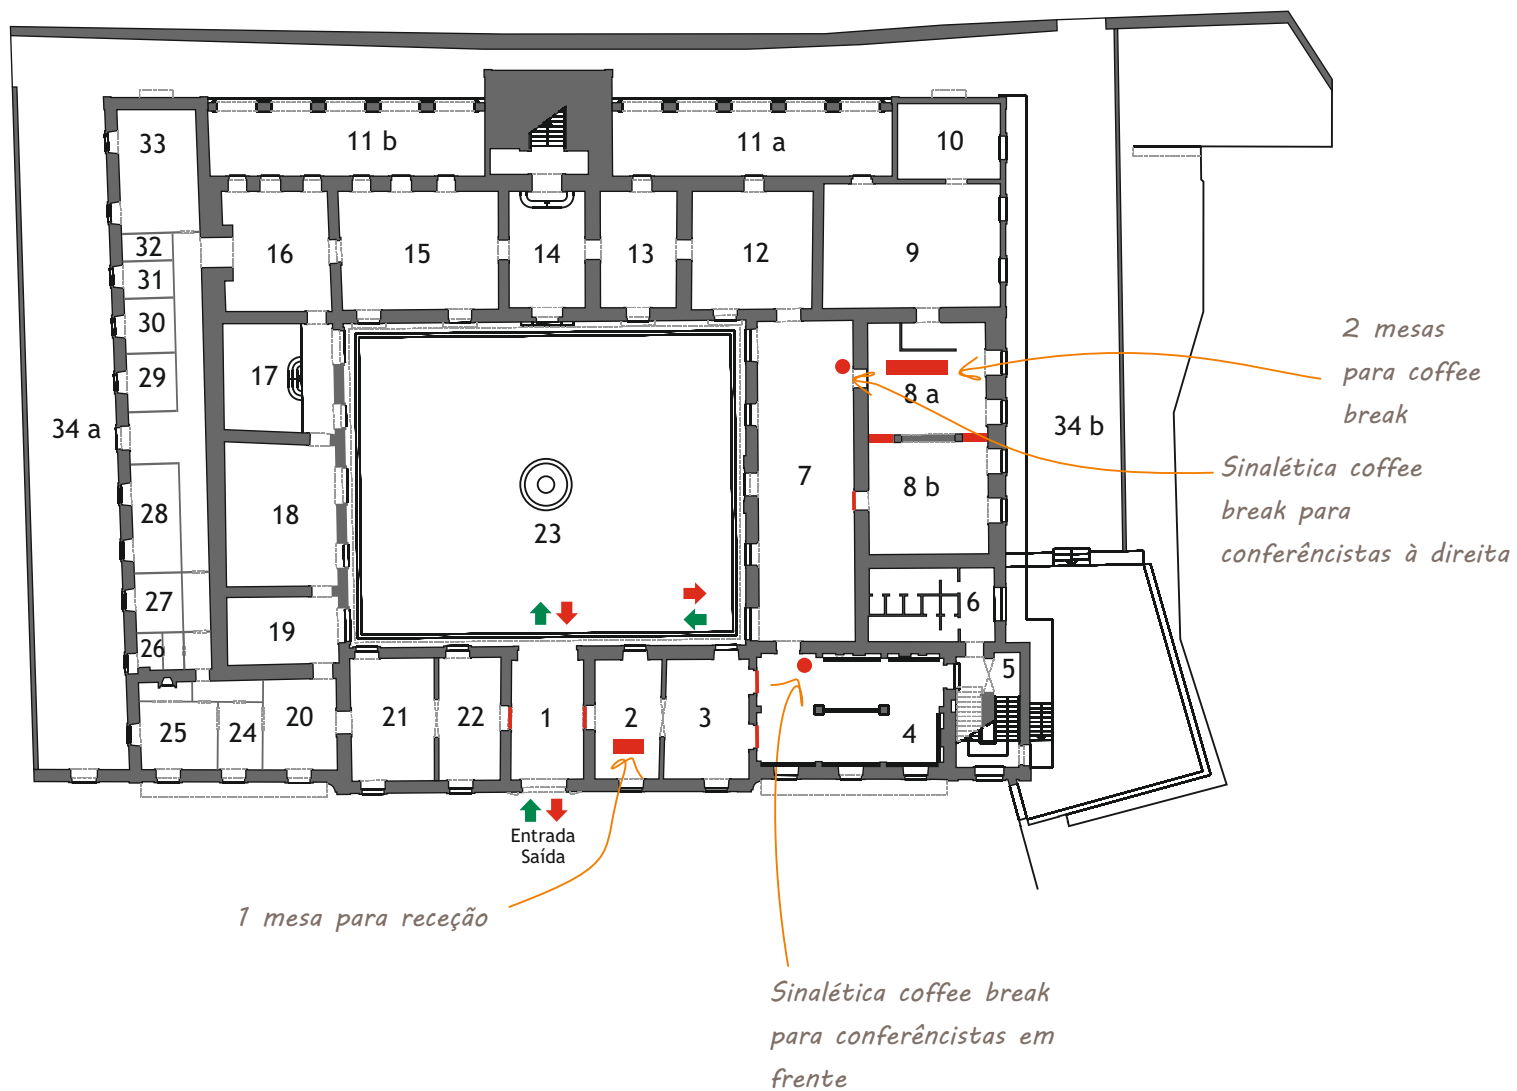 33
11 b
11 a
10
32
31
30
29
16
15
14
13
12
9
34 a
17
2 mesas
para coffee
break
8 a
34 b
Sinalética coffee
break para
conferêncistas à direita
7
8 b
28
18
23
27
26
19
6
5
25
24
20
21
22
1
2
3
4
Entrada
Saída
1 mesa para receção
Sinalética coffee break
para conferêncistas em
frente